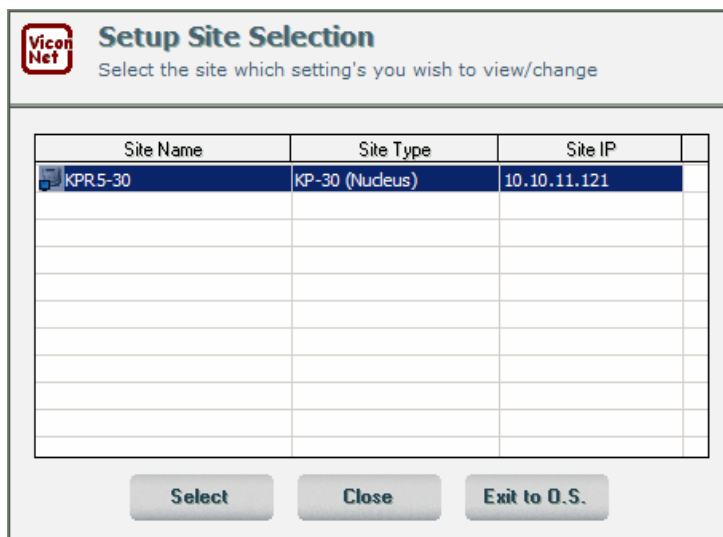 Vicon
Net
Setup Site Selection
Select the site which setting's you wish to view/change
Site Name Site Type Site IP
KPR5-30 KP-30 (Nucleus) 10.10.11.121
Select Close Exit to O.S.